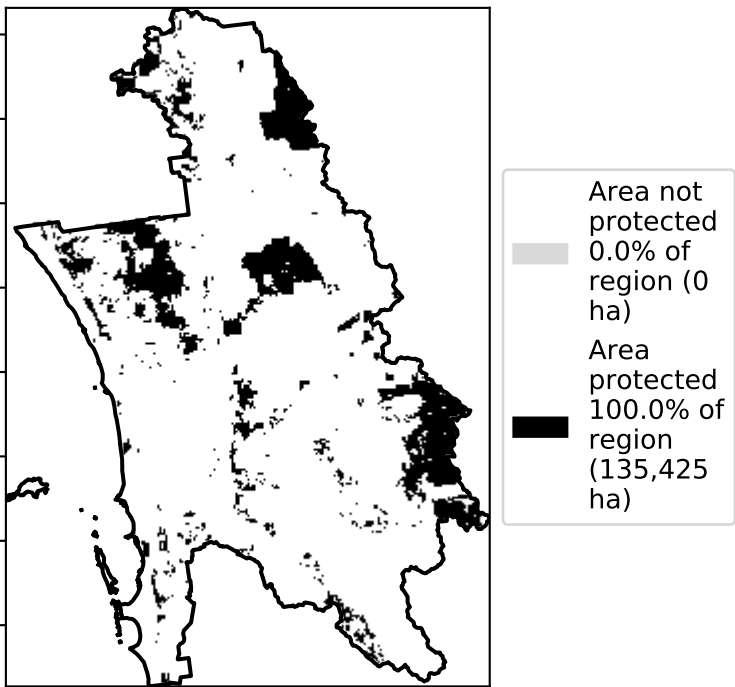 Area not
protected
0.0% of
region (0
ha)
Area
protected
100.0% of
region
(135,425
ha)